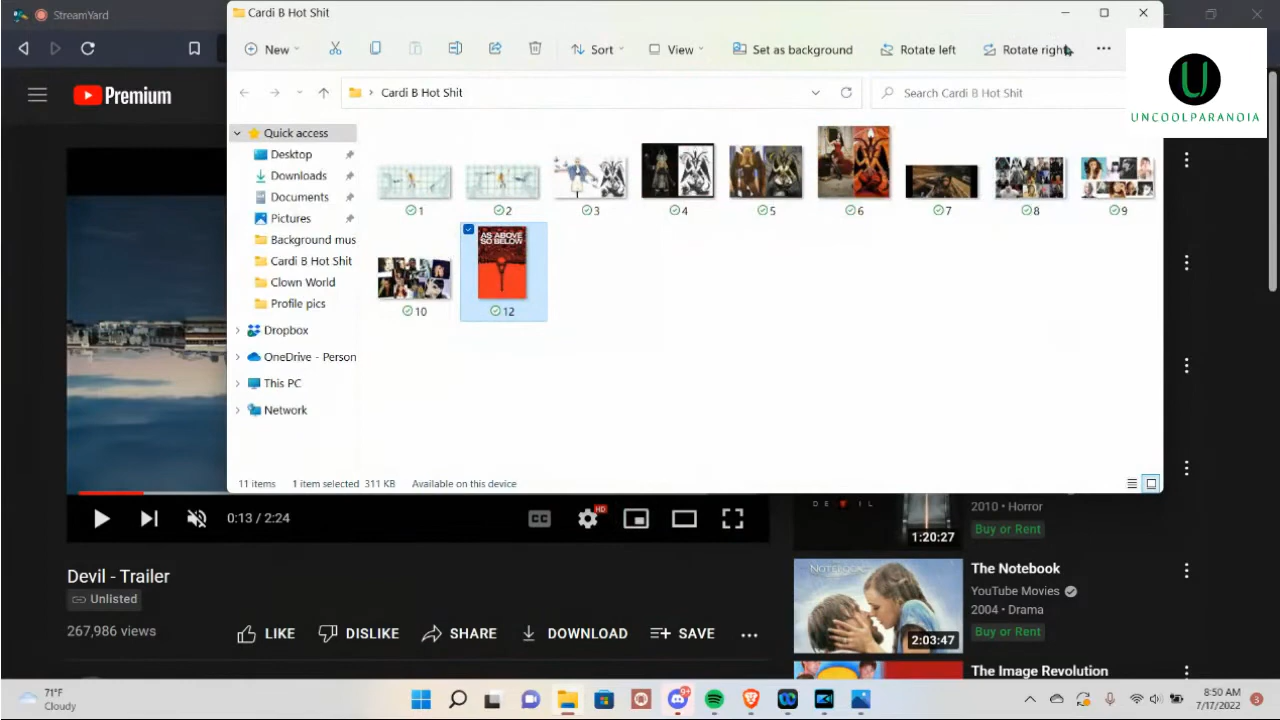 StreamYard
Cardi B Hot Shit
New
Sort
View
Set as background
Rotate left
Rotate right
Cardi B Hot Shit
Search Cardi B Hot Shit
UNCOOLPARANOIA
Premium
Quick access
Desktop
Downloads
Documents
Pictures
Background mus
Cardi B Hot Shit
Clown World
Profile pics
Dropbox
OneDrive - Person
This PC
Network
1
2
3
4
5
6
7
8
9
AS ABOVE
SO BELOW
10
12
11 items
1 item selected 311 KB
Available on this device
0:13 / 2:24
CC
HD
DEVIL
1:20:27
2010 • Horror
Buy or Rent
Devil - Trailer
Unlisted
267,986 views
LIKE
DISLIKE
SHARE
DOWNLOAD
SAVE
NOTEBOOK
2:03:47
The Notebook
YouTube Movies
2004 • Drama
Buy or Rent
The Image Revolution
71°F
Cloudy
9+
8:50 AM
7/17/2022